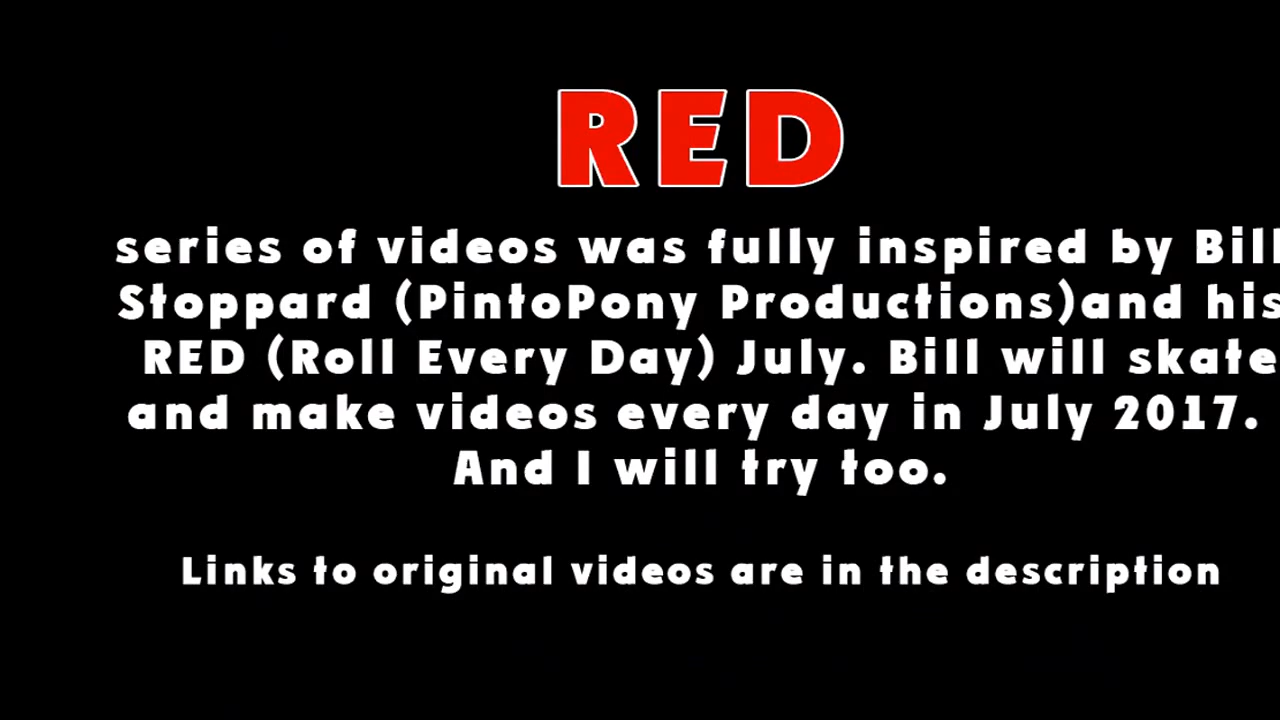 RED
series of videos was fully inspired by Bill
Stoppard (PintoPony Productions)and his
RED (Roll Every Day) July. Bill will skate
and make videos every day in July 2017.
And I will try too.
Links to original videos are in the description